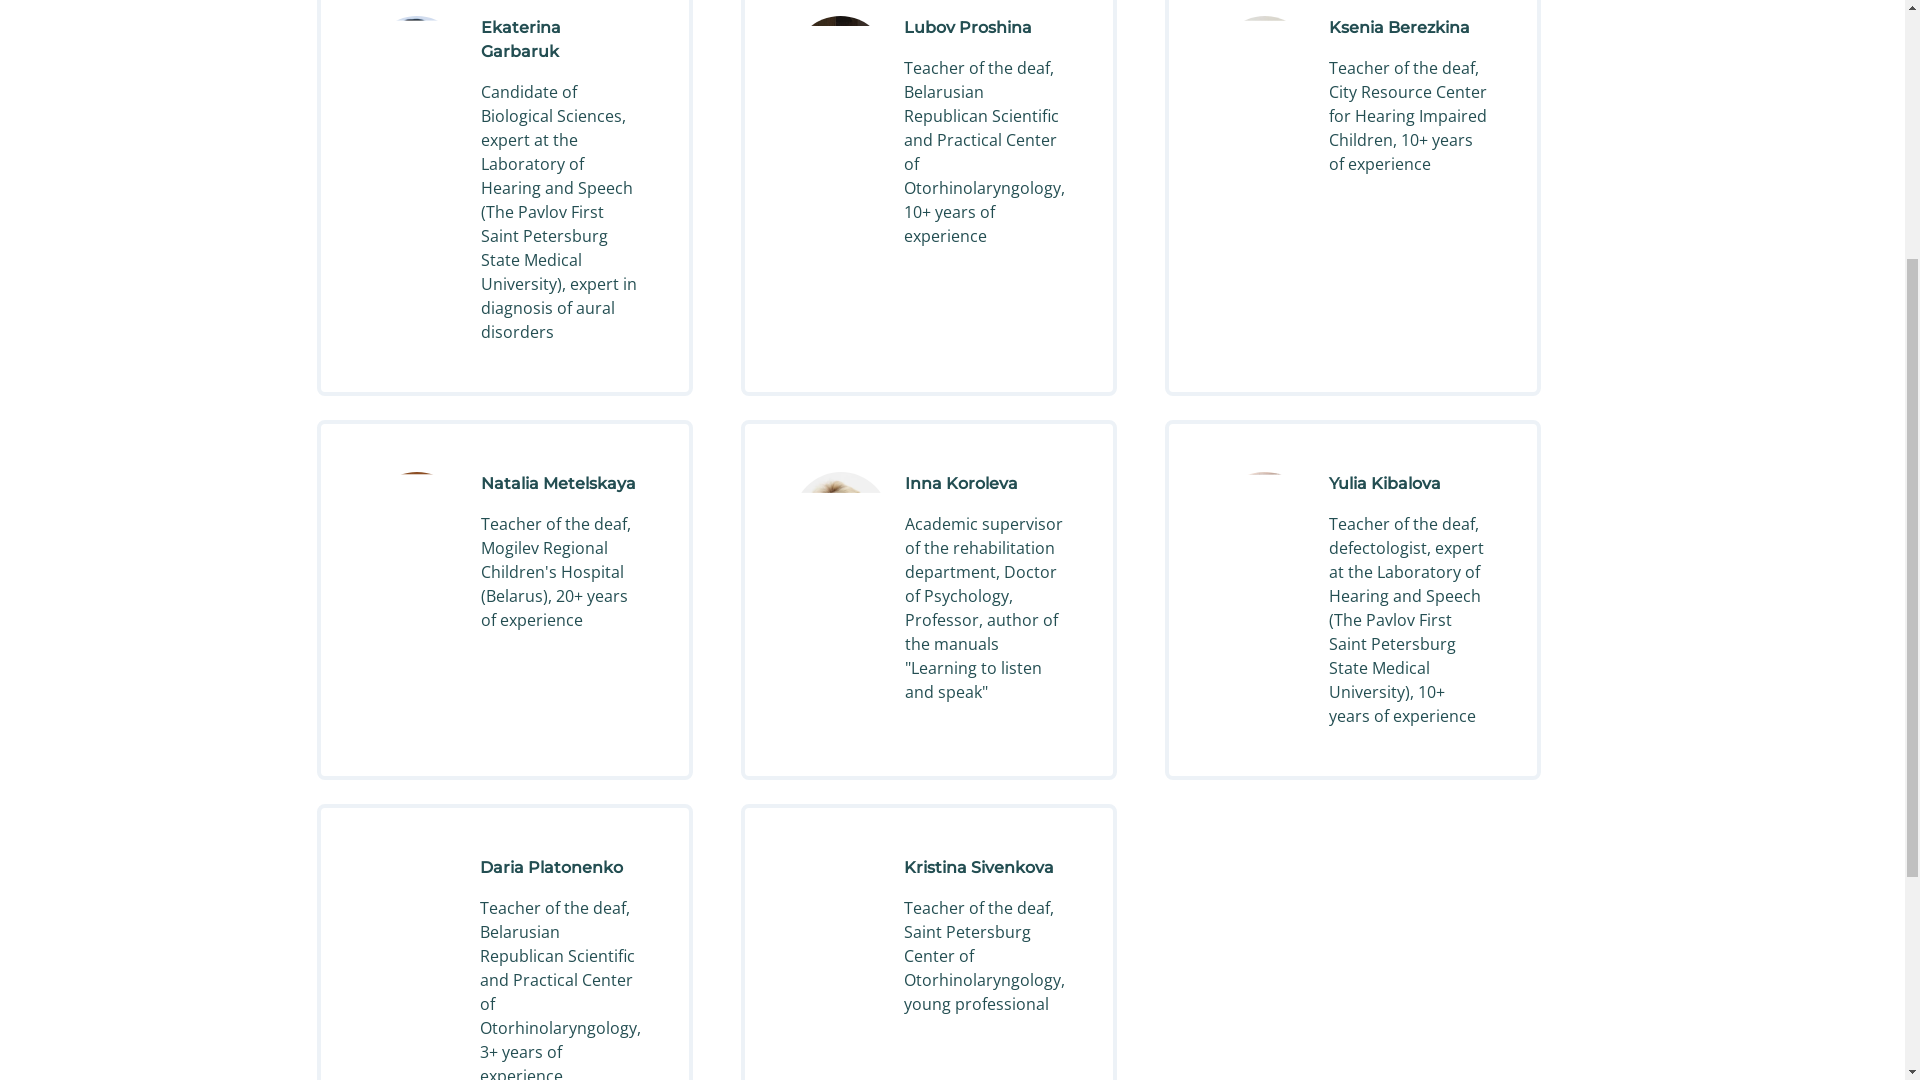 Ekaterina
Garbaruk
Candidate of
Biological Sciences,
expert at the
Laboratory of
Hearing and Speech
(The Pavlov First
Saint Petersburg
State Medical
University), expert in
diagnosis of aural
disorders
Lubov Proshina
Teacher of the deaf,
Belarusian
Republican Scientific
and Practical Center
of
Otorhinolaryngology,
10+ years of
experience
Ksenia Berezkina
Teacher of the deaf,
City Resource Center
for Hearing Impaired
Children, 10+ years
of experience
Natalia Metelskaya
Teacher of the deaf,
Mogilev Regional
Children's Hospital
(Belarus), 20+ years
of experience
Inna Koroleva
Academic supervisor
of the rehabilitation
department, Doctor
of Psychology,
Professor, author of
the manuals
"Learning to listen
and speak"
Yulia Kibalova
Teacher of the deaf,
defectologist, expert
at the Laboratory of
Hearing and Speech
(The Pavlov First
Saint Petersburg
State Medical
University), 10+
years of experience
Daria Platonenko
Teacher of the deaf,
Belarusian
Republican Scientific
and Practical Center
of
Otorhinolaryngology,
3+ years of
experience
Kristina Sivenkova
Teacher of the deaf,
Saint Petersburg
Center of
Otorhinolaryngology,
young professional